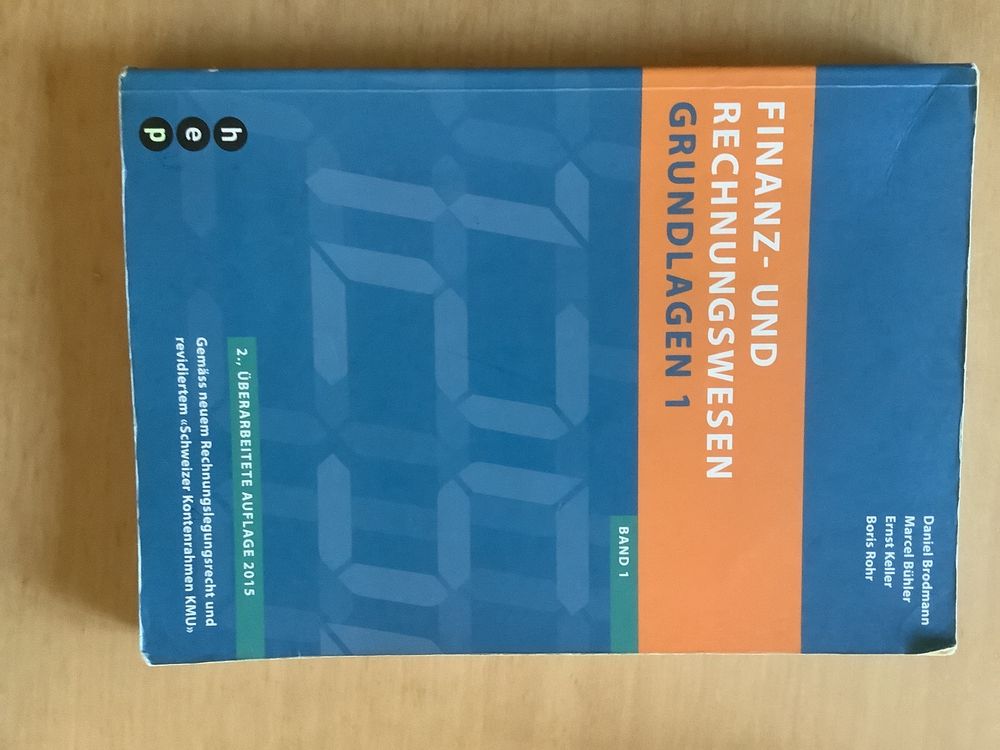 Daniel Brodmann
Marcel Bühler
Ernst Keller
Boris Rohr
FINANZ- UND
RECHNUNGSWESEN
GRUNDLAGEN 1
BAND 1
2., ÜBERARBEITETE AUFLAGE 2015
Gemäss neuem Rechnungslegungsrecht und
revidiertem «Schweizer Kontenrahmen KMU»
h
e
p